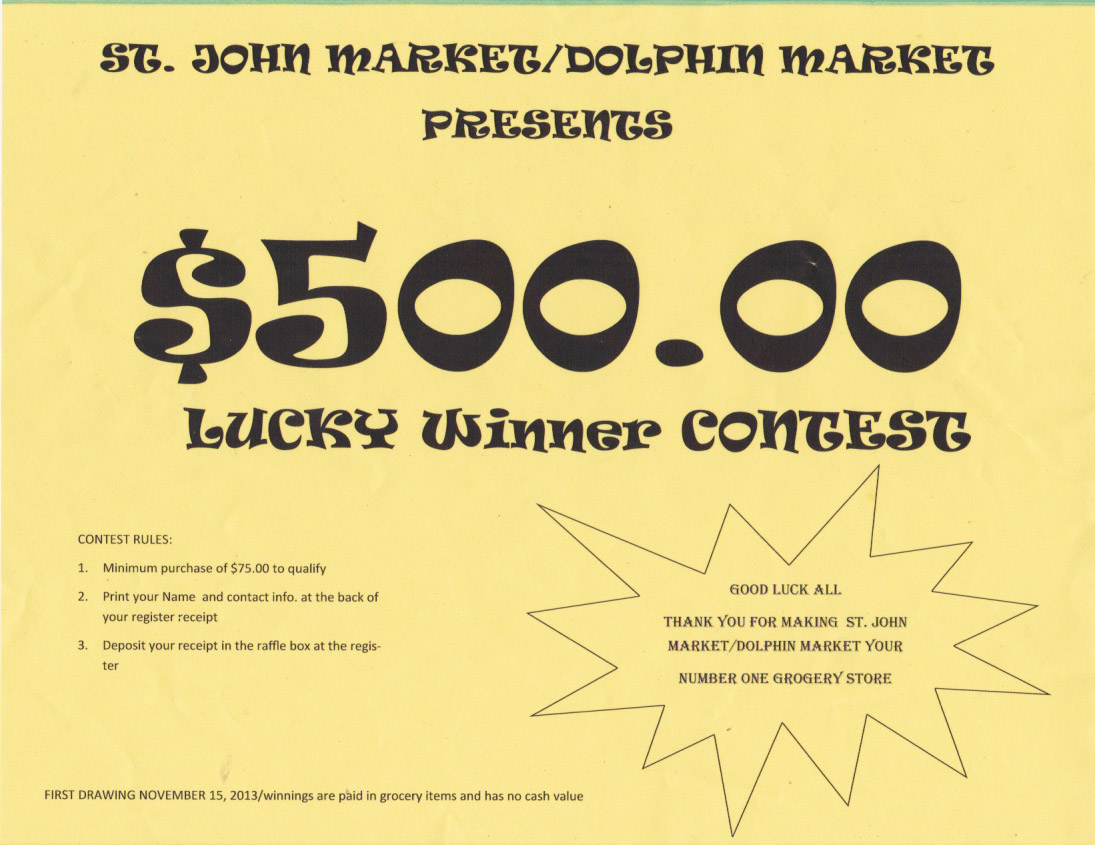 ST. JOHN MARKET/DOLPHIN MARKET
PRESENTS
$500.00
LUCKY Winner CONTEST
CONTEST RULES:
1. Minimum purchase of $75.00 to qualify
2. Print your Name and contact info. at the back of
your register receipt
3. Deposit your receipt in the raffle box at the regis-
ter
GOOD LUCK ALL
THANK YOU FOR MAKING ST. JOHN
MARKET/DOLPHIN MARKET YOUR
NUMBER ONE GROGERY STORE
FIRST DRAWING NOVEMBER 15, 2013/winnings are paid in grocery items and has no cash value